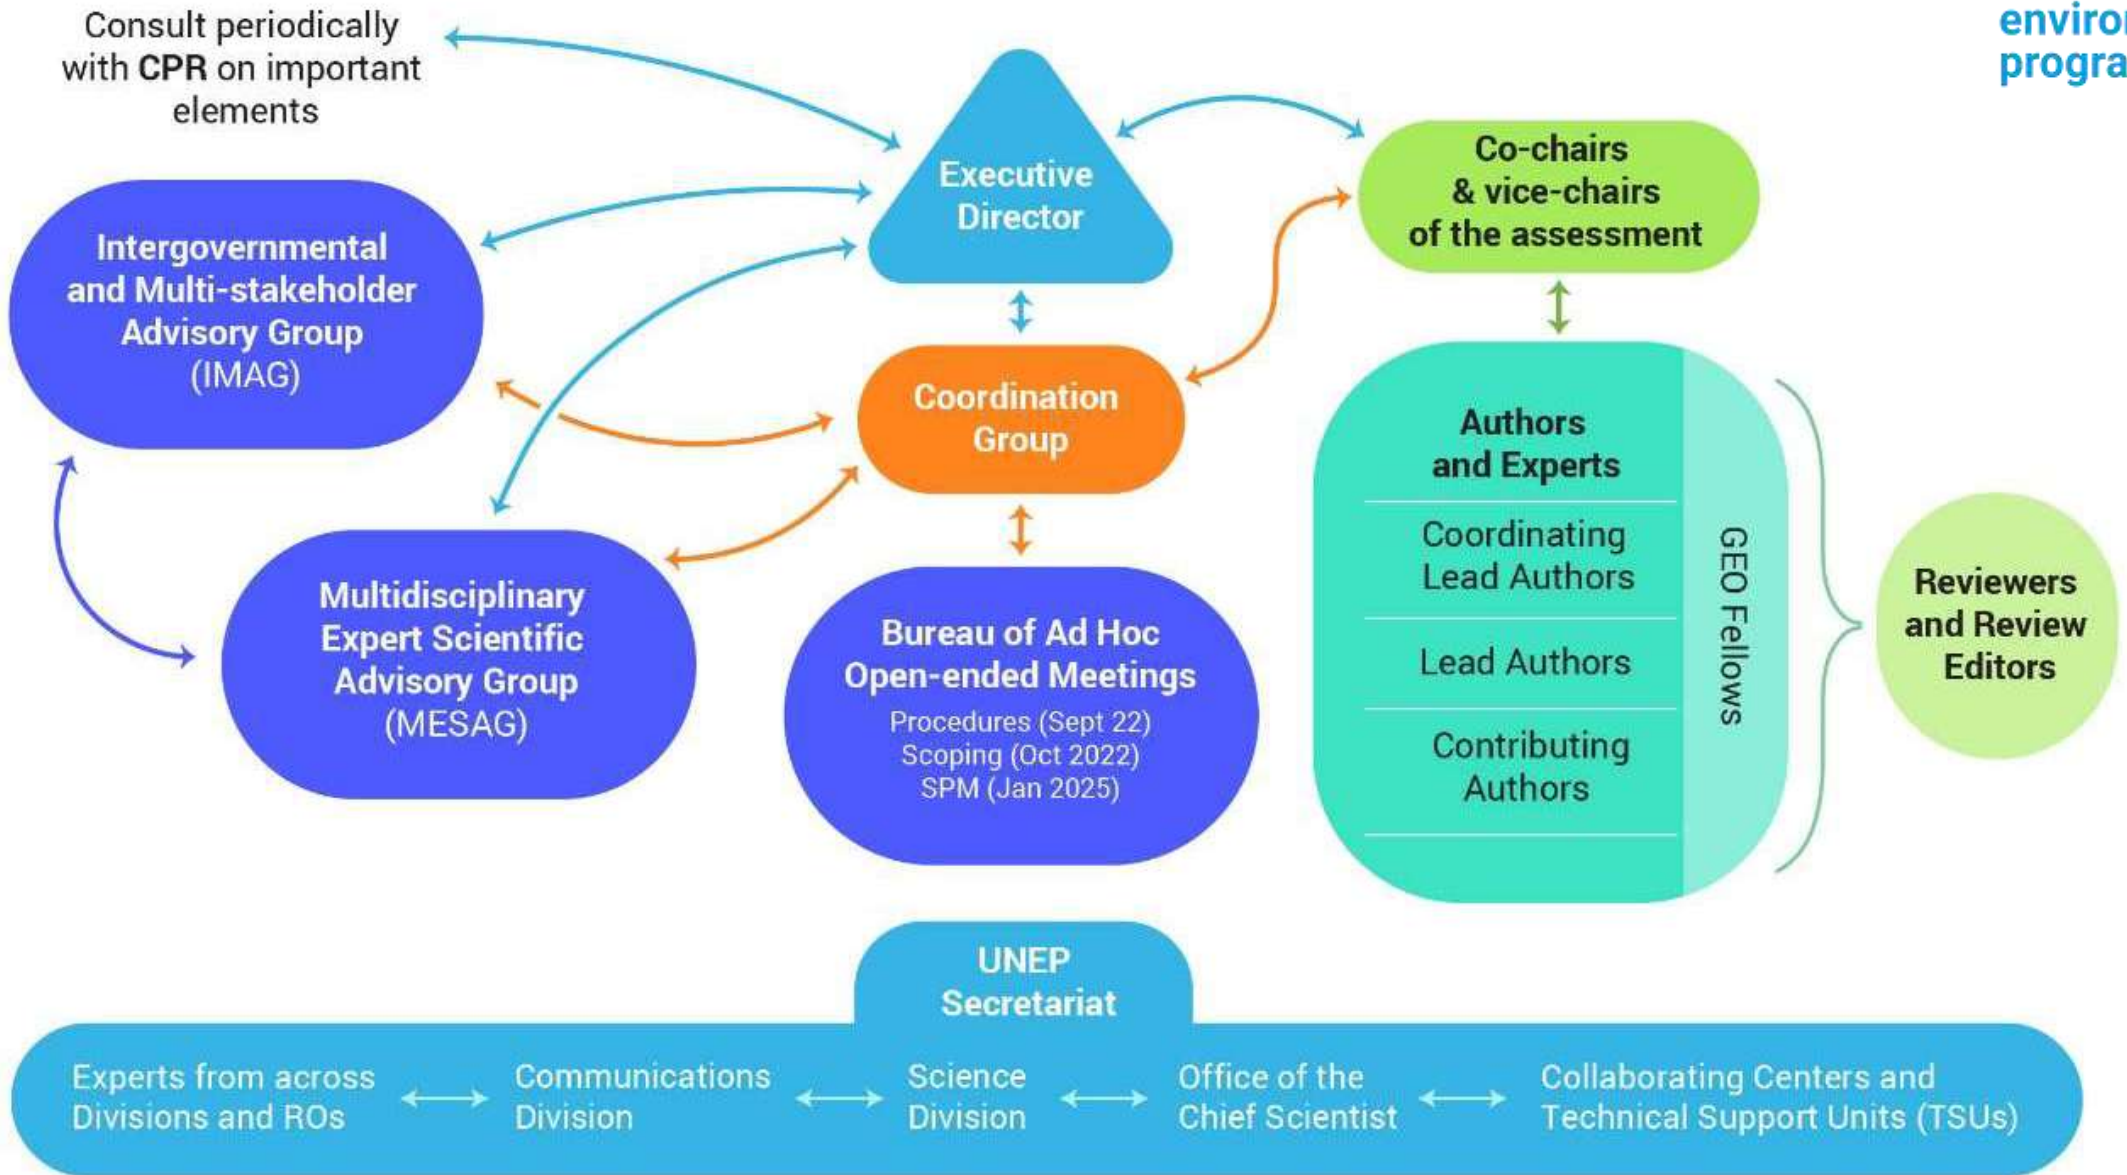 Consult periodically
with CPR on important
elements
Executive
Director
Co-chairs
& vice-chairs
of the assessment
Intergovernmental
and Multi-stakeholder
Advisory Group
(IMAG)
Coordination
Group
Multidisciplinary
Expert Scientific
Advisory Group
(MESAG)
Bureau of Ad Hoc
Open-ended Meetings
Procedures (Sept 22)
Scoping (Oct 2022)
SPM (Jan 2025)
Authors
and Experts
Coordinating
Lead Authors
Lead Authors
Contributing
Authors
GEO Fellows
Reviewers
and Review
Editors
UNEP
Secretariat
Experts from across
Divisions and ROs
Communications
Division
Science
Division
Office of the
Chief Scientist
Collaborating Centers and
Technical Support Units (TSUs)